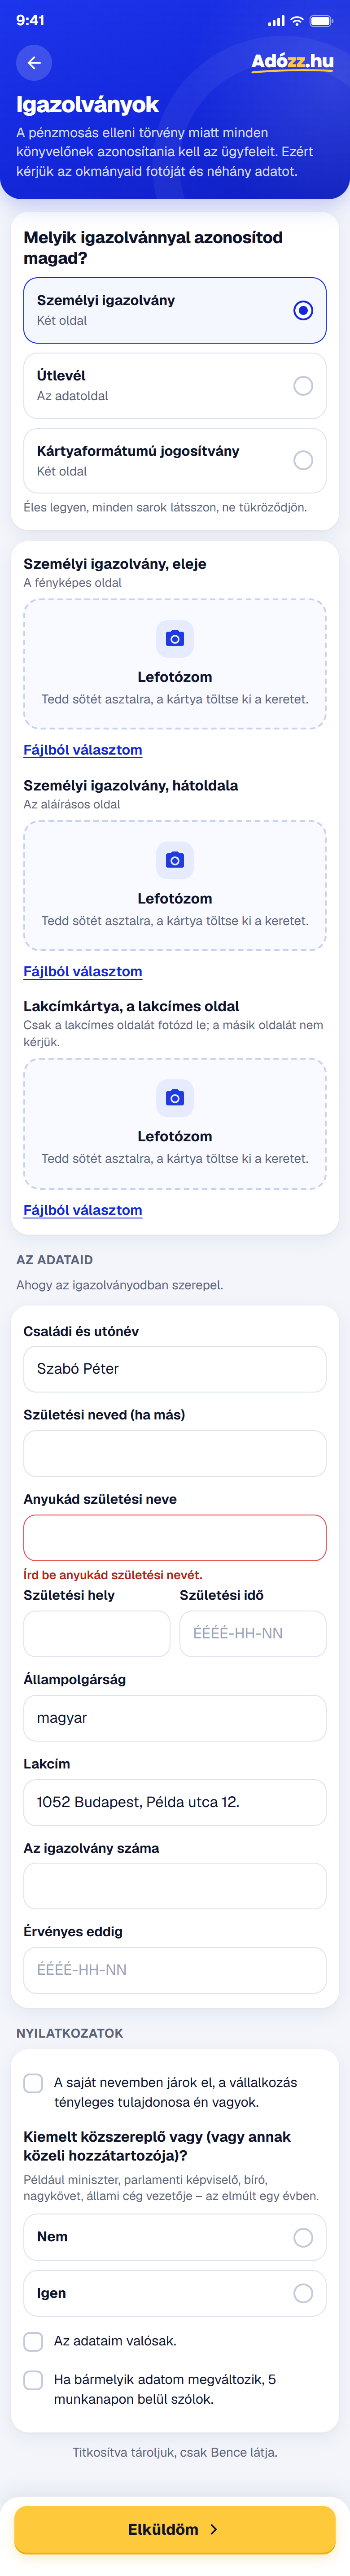 9:41
Adózz.hu
Igazolványok
A pénzmosás elleni törvény miatt minden
könyvelőnek azonosítania kell az ügyfeleit. Ezért
kérjük az okmányaid fotóját és néhány adatot.
Melyik igazolvánnyal azonosítod
magad?
Személyi igazolvány
Két oldal
Útlevél
Az adatoldal
Kártyaformátumú jogosítvány
Két oldal
Éles legyen, minden sarok látsszon, ne tükröződjön.
Személyi igazolvány, eleje
A fényképes oldal
Lefotózom
Tedd sötét asztalra, a kártya töltse ki a keretet.
Fájlból választom
Személyi igazolvány, hátoldala
Az aláírásos oldal
Lefotózom
Tedd sötét asztalra, a kártya töltse ki a keretet.
Fájlból választom
Lakcímkártya, a lakcímes oldal
Csak a lakcímes oldalát fotózd le; a másik oldalát nem
kérjük.
Lefotózom
Tedd sötét asztalra, a kártya töltse ki a keretet.
Fájlból választom
AZ ADATAID
Ahogy az igazolványodban szerepel.
Családi és utónév
Szabó Péter
Születési neved (ha más)
Anyukád születési neve
Írd be anyukád születési nevét.
Születési hely Születési idő
ÉÉÉÉ-HH-NN
Állampolgárság
magyar
Lakcím
1052 Budapest, Példa utca 12.
Az igazolvány száma
Érvényes eddig
ÉÉÉÉ-HH-NN
NYILATKOZATOK
A saját nevemben járok el, a vállalkozás
tényleges tulajdonosa én vagyok.
Kiemelt közszereplő vagy (vagy annak
közeli hozzátartozója)?
Például miniszter, parlamenti képviselő, bíró,
nagykövet, állami cég vezetője – az elmúlt egy évben.
Nem
Igen
Az adataim valósak.
Ha bármelyik adatom megváltozik, 5
munkanapon belül szólok.
Titkosítva tároljuk, csak Bence látja.
Elküldöm